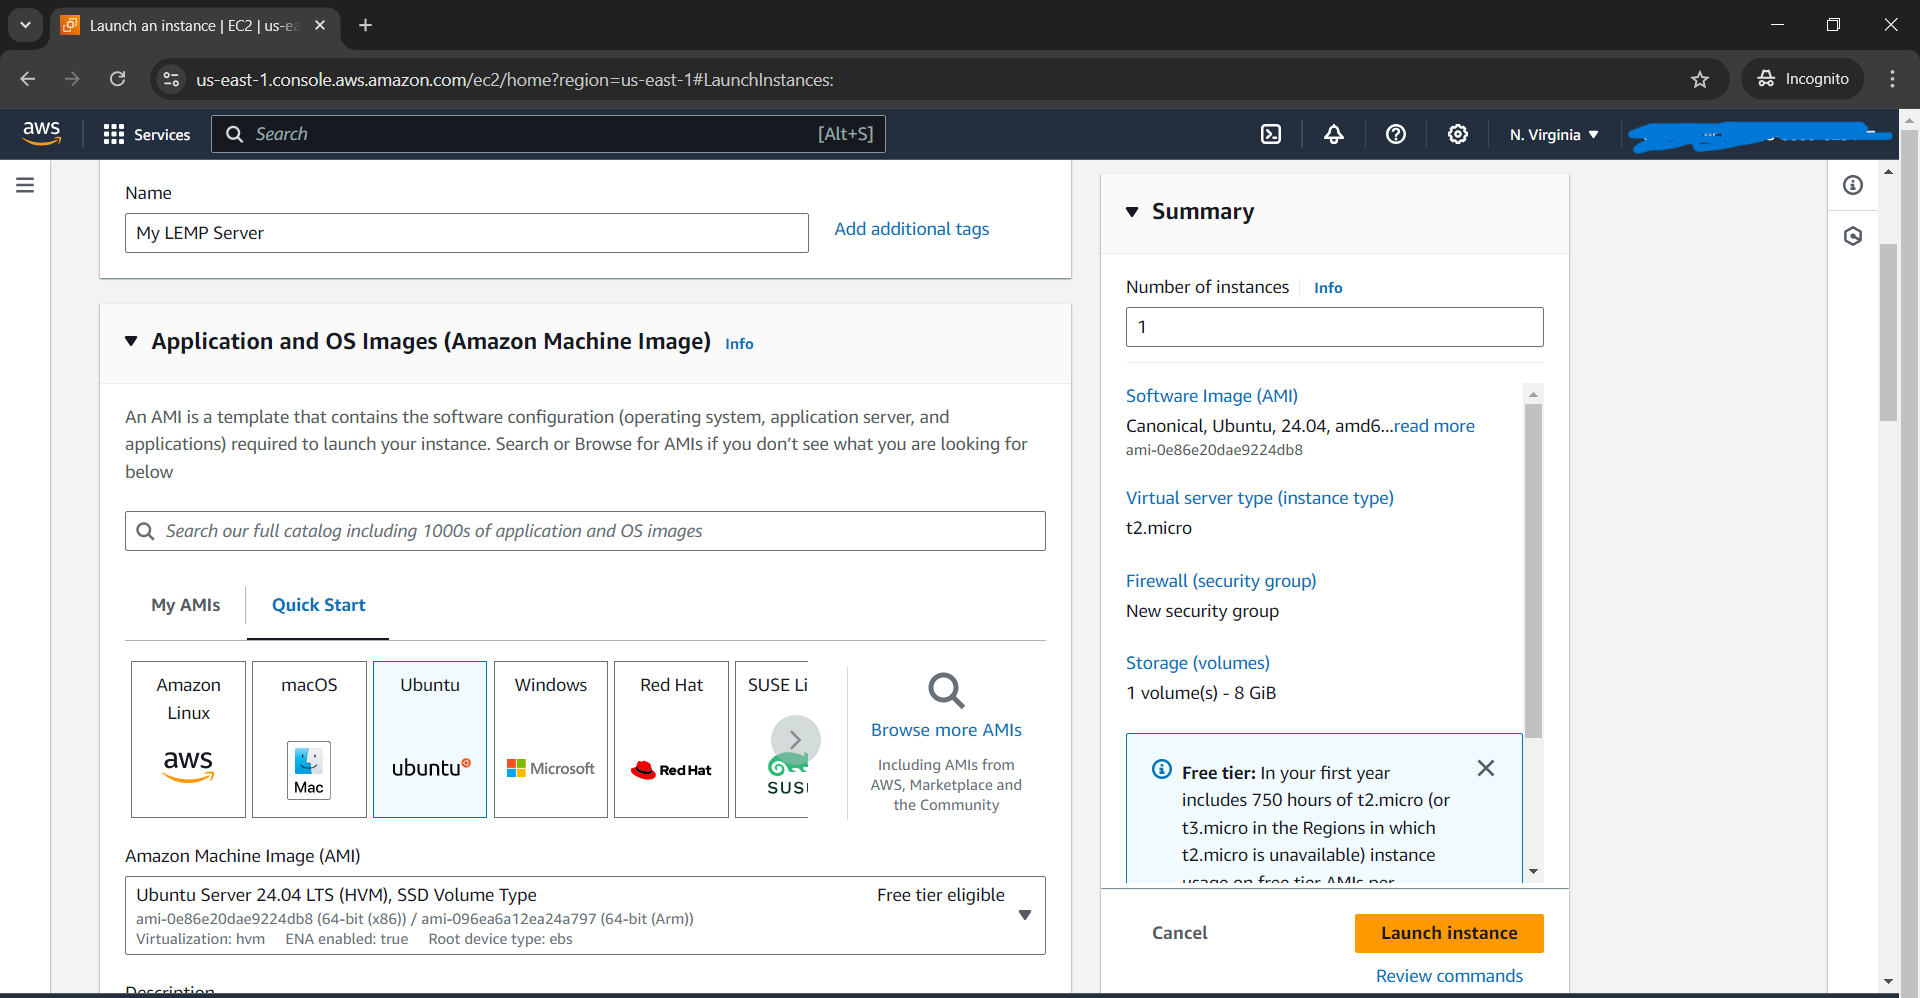 Launch an instance | EC2 | us-ea
us-east-1.console.aws.amazon.com/ec2/home?region=us-east-1#LaunchInstances:
Incognito
aws
Services
Search
[Alt+S]
N. Virginia
Name
My LEMP Server
Add additional tags
Application and OS Images (Amazon Machine Image)
Info
An AMI is a template that contains the software configuration (operating system, application server, and
applications) required to launch your instance. Search or Browse for AMIs if you don’t see what you are looking for
below
Search our full catalog including 1000s of application and OS images
My AMIs
Quick Start
Amazon
Linux
aws
macOS
Mac
Ubuntu
ubuntu
Windows
Microsoft
Red Hat
Red Hat
SUSE Li
SUS
Browse more AMIs
Including AMIs from
AWS, Marketplace and
the Community
Amazon Machine Image (AMI)
Ubuntu Server 24.04 LTS (HVM), SSD Volume Type
Free tier eligible
ami-0e86e20dae9224db8 (64-bit (x86)) / ami-096ea6a12ea24a797 (64-bit (Arm))
Virtualization: hvm ENA enabled: true Root device type: ebs
Description
Summary
Number of instances
Info
1
Software Image (AMI)
Canonical, Ubuntu, 24.04, amd6...read more
ami-0e86e20dae9224db8
Virtual server type (instance type)
t2.micro
Firewall (security group)
New security group
Storage (volumes)
1 volume(s) - 8 GiB
Free tier: In your first year
includes 750 hours of t2.micro (or
t3.micro in the Regions in which
t2.micro is unavailable) instance
usage on free tier AMIs per
Cancel
Launch instance
Review commands